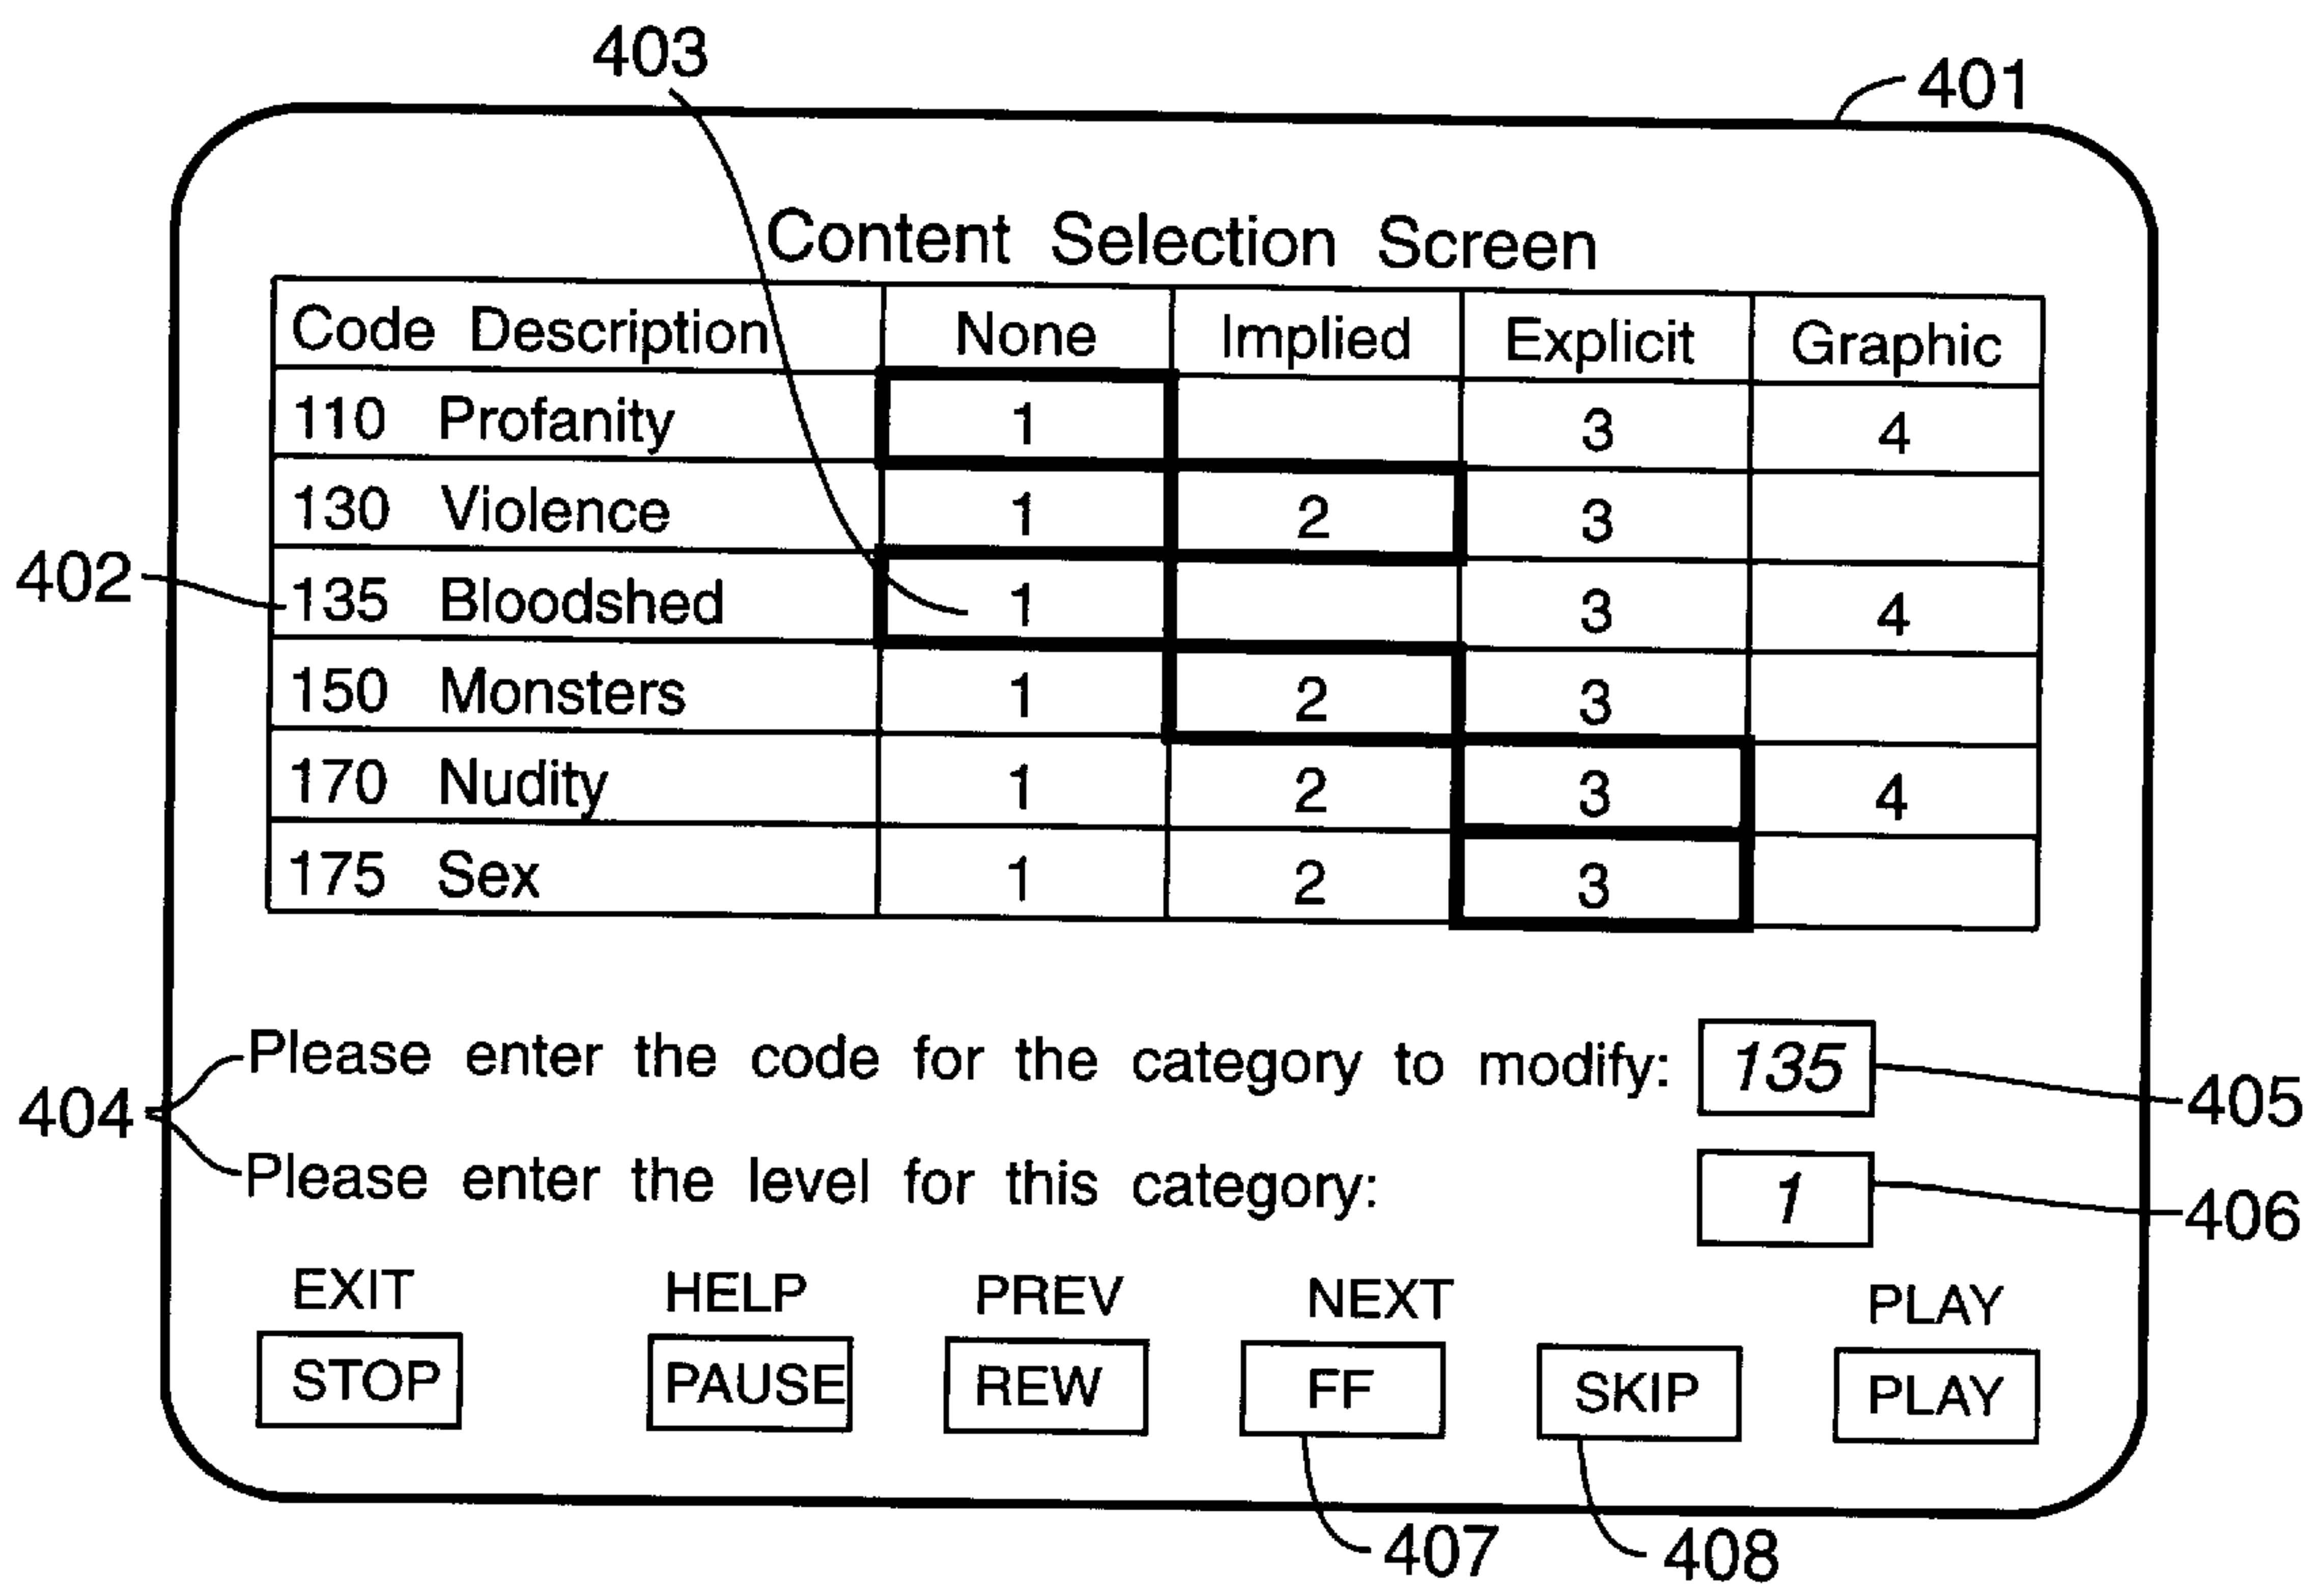 403
401
Content Selection Screen
Code Description None Implied Explicit Graphic
110 Profanity 1 3 4
130 Violence 1 2 3
402
135 Bloodshed 1 3 4
150 Monsters 1 2 3
170 Nudity 1 2 3 4
175 Sex 1 2 3
404
Please enter the code for the category to modify: 135
405
Please enter the level for this category: 1
406
EXIT HELP PREV NEXT PLAY
STOP PAUSE REW FF SKIP PLAY
407 408